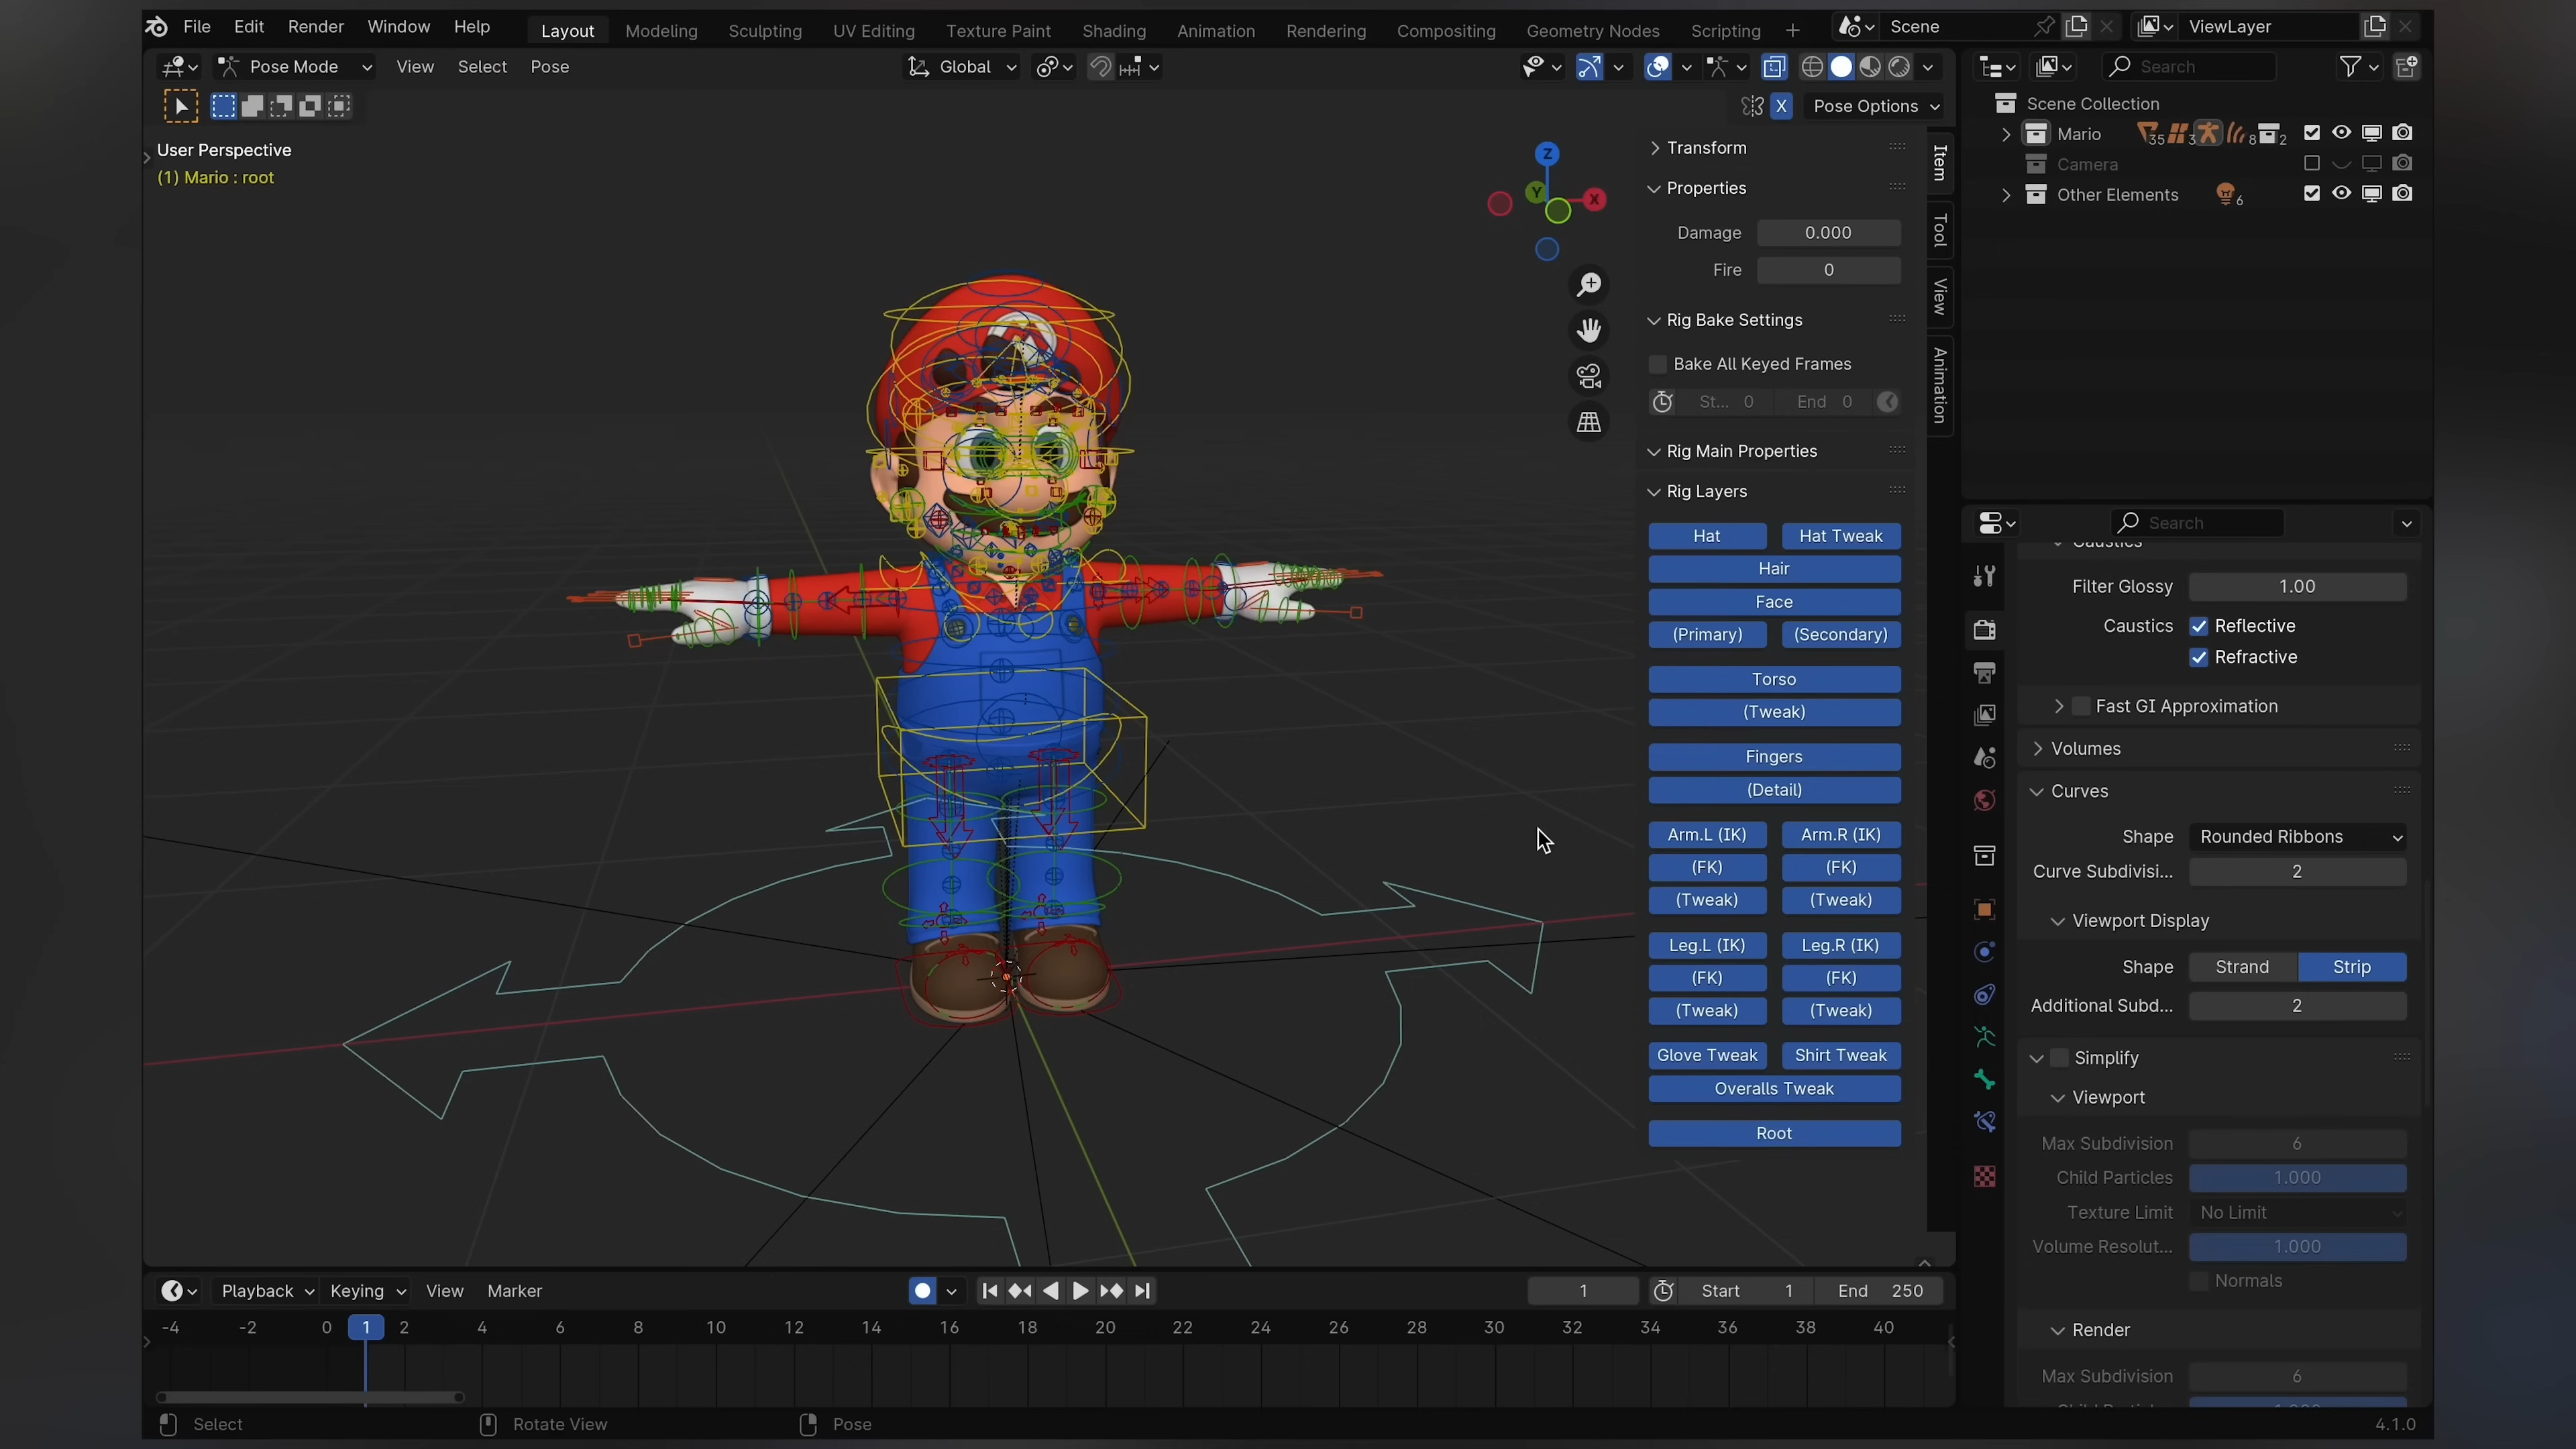 File Edit Render Window Help Layout Modeling Sculpting UV Editing Texture Paint Shading Animation Rendering Compositing Geometry Nodes Scripting + Scene ViewLayer
Pose Mode View Select Pose Global Search
X Pose Options
User Perspective
(1) Mario : root
Z
Y
X
Transform
Properties
Damage 0.000
Fire 0
Rig Bake Settings
Bake All Keyed Frames
St... 0 End 0
Rig Main Properties
Rig Layers
Hat Hat Tweak
Hair
Face
(Primary) (Secondary)
Torso
(Tweak)
Fingers
(Detail)
Arm.L (IK) Arm.R (IK)
(FK) (FK)
(Tweak) (Tweak)
Leg.L (IK) Leg.R (IK)
(FK) (FK)
(Tweak) (Tweak)
Glove Tweak Shirt Tweak
Overalls Tweak
Root
Item
Tool
View
Animation
Scene Collection
Mario 35 3 8 2
Camera
Other Elements 6
Search
Caustics
Filter Glossy 1.00
Caustics Reflective
Refractive
Fast GI Approximation
Volumes
Curves
Shape Rounded Ribbons
Curve Subdivisi... 2
Viewport Display
Shape Strand Strip
Additional Subd... 2
Simplify
Viewport
Max Subdivision 6
Child Particles 1.000
Texture Limit No Limit
Volume Resolut... 1.000
Normals
Render
Max Subdivision 6
Playback Keying View Marker 1 Start 1 End 250
-4 -2 0 1 2 4 6 8 10 12 14 16 18 20 22 24 26 28 30 32 34 36 38 40
Select Rotate View Pose 4.1.0